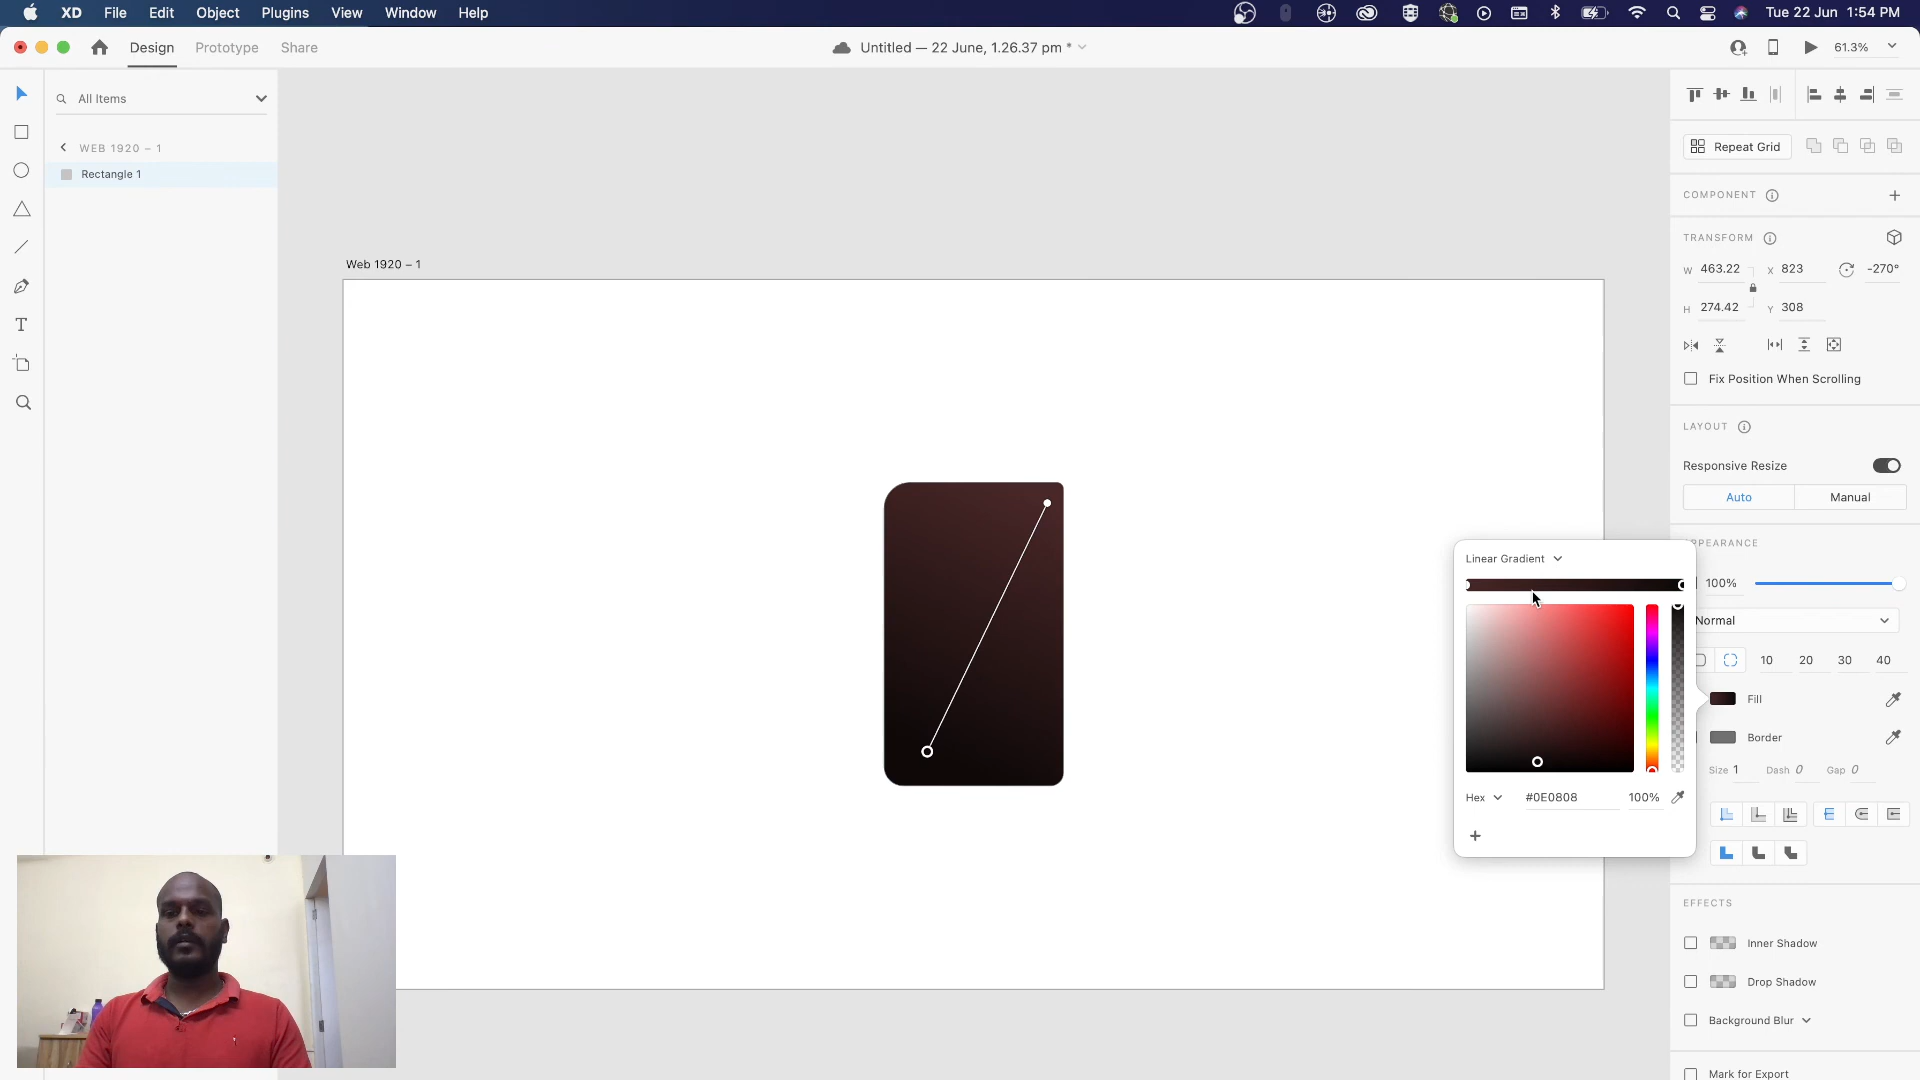 XD File Edit Object Plugins View Window Help
Tue 22 Jun 1:54 PM
Design Prototype Share
Untitled — 22 June, 1.26.37 pm *
61.3%
All Items
WEB 1920 – 1
Rectangle 1
Web 1920 – 1
Repeat Grid
COMPONENT
TRANSFORM
W 463.22 X 823 -270°
H 274.42 Y 308
Fix Position When Scrolling
LAYOUT
Responsive Resize
Auto Manual
PPEARANCE
Linear Gradient
100%
Normal
10 20 30 40
Fill
Border
Size 1 Dash 0 Gap 0
Hex #0E0808 100%
EFFECTS
Inner Shadow
Drop Shadow
Background Blur
Mark for Export